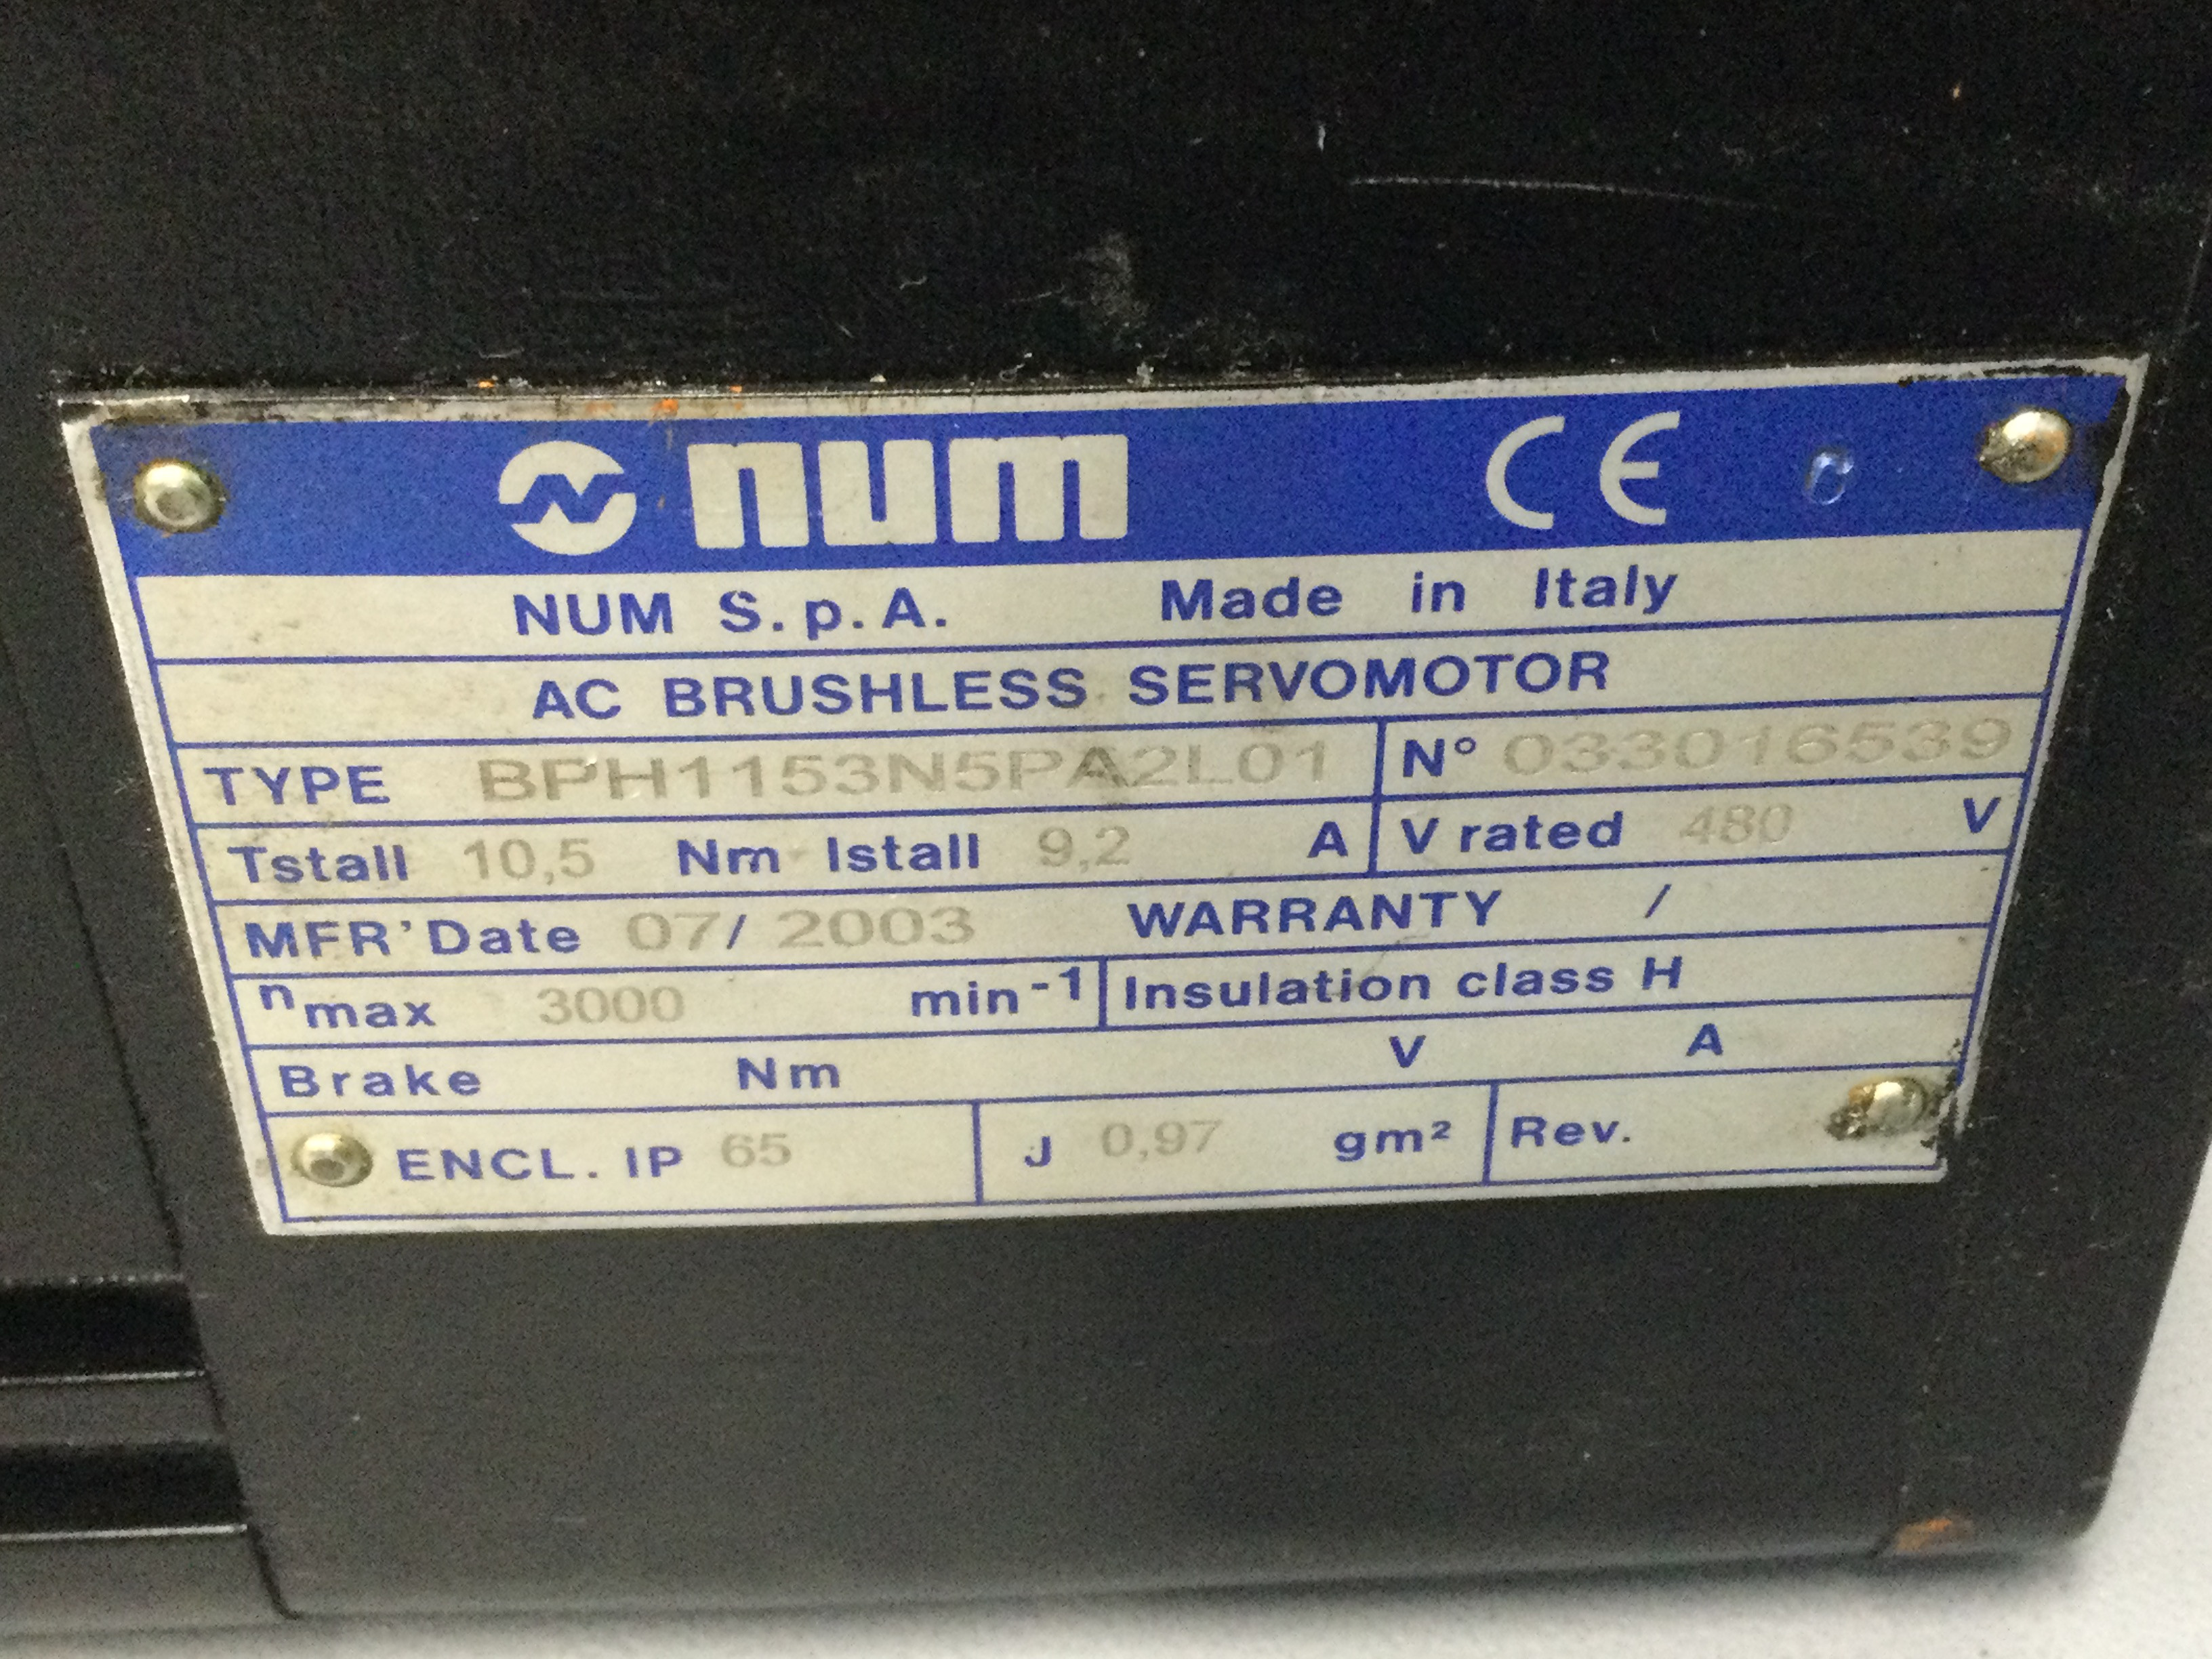 num CE
NUM S.p.A. Made in Italy
AC BRUSHLESS SERVOMOTOR
TYPE BPH1153N5PA2L01 N° 033016539
Tstall 10,5 Nm Istall 9,2 A V rated 480 V
MFR'Date 07/2003 WARRANTY /
nmax 3000 min⁻¹ Insulation class H
Brake Nm V A
ENCL. IP 65 J 0,97 gm² Rev.